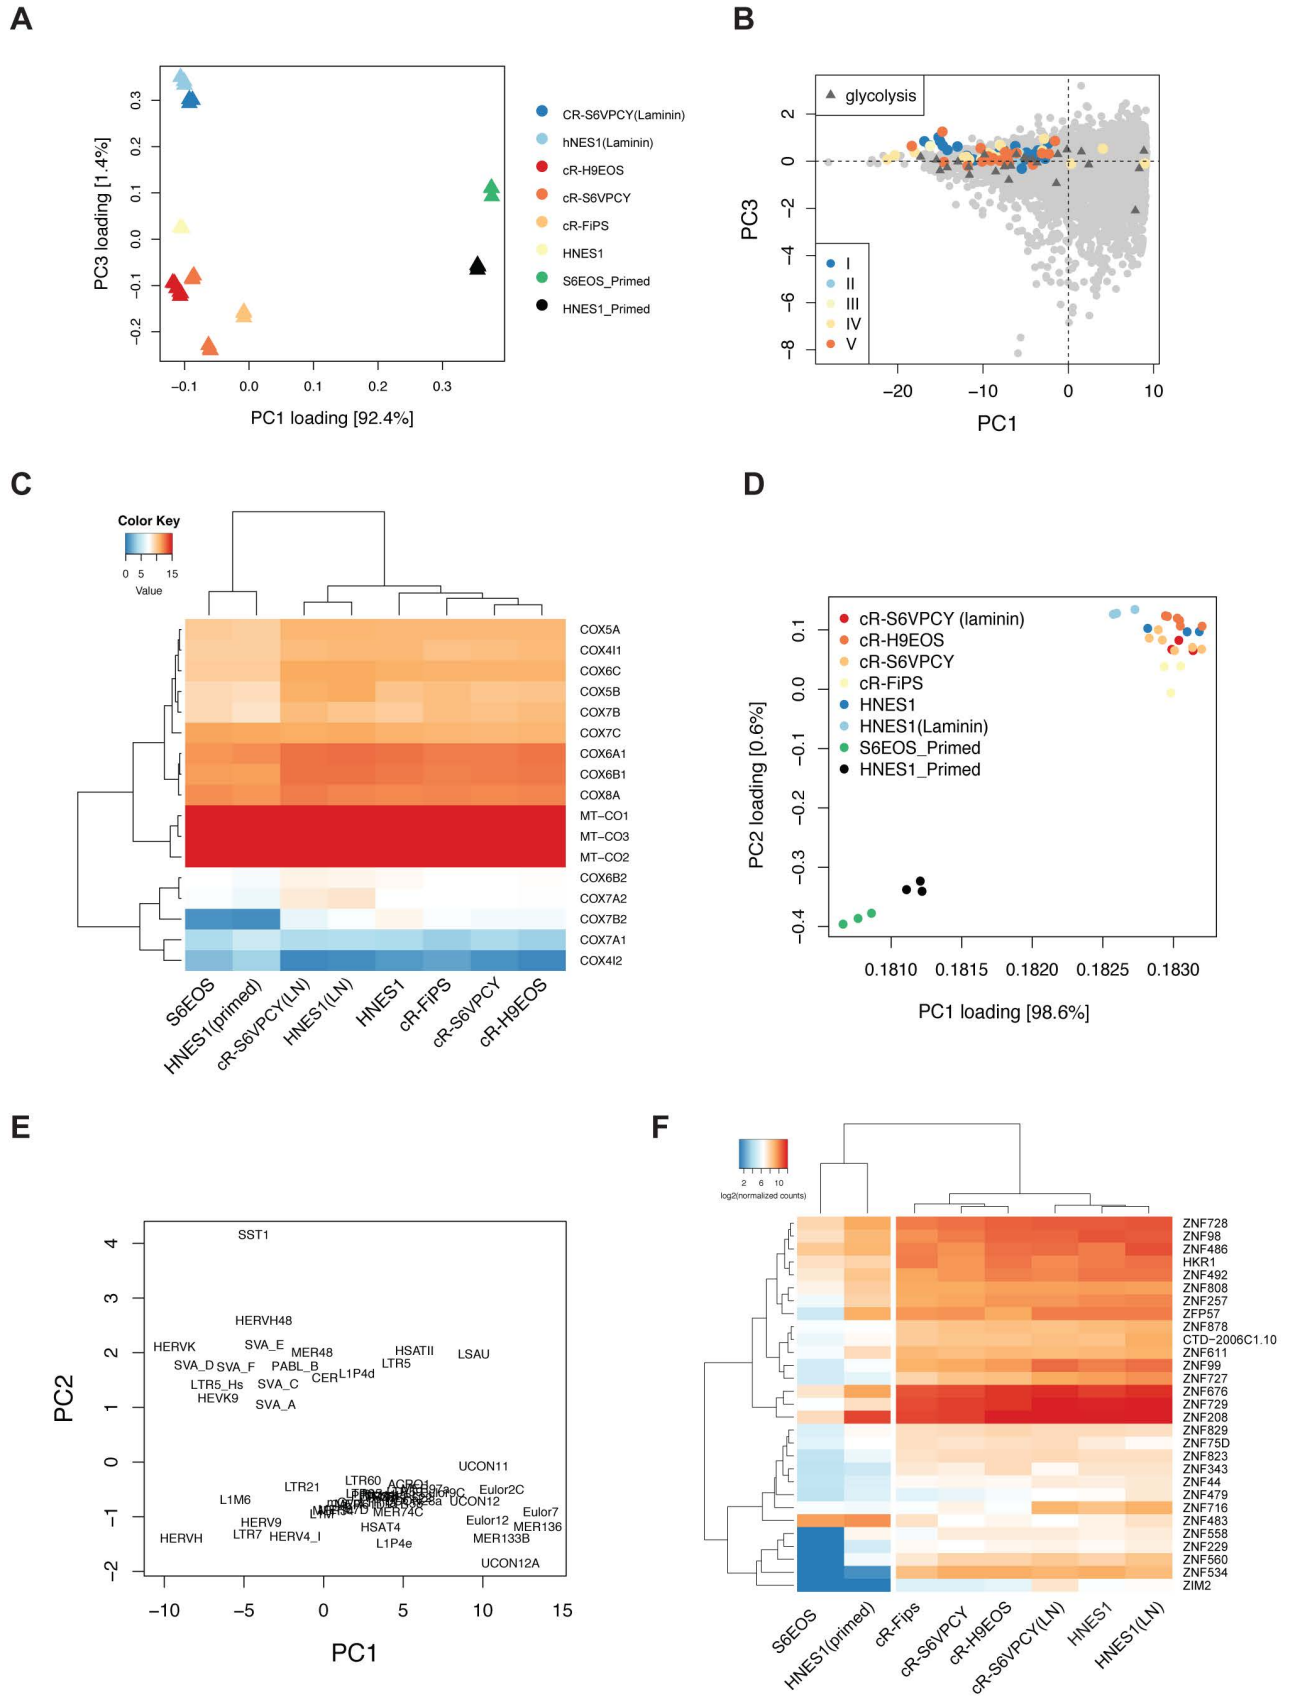 A
PC3 loading [1.4%]
0.3
0.2
0.1
0.0
−0.1
−0.2
−0.1
0.0
0.1
0.2
0.3
PC1 loading [92.4%]
CR-S6VPCY(Laminin)
hNES1(Laminin)
cR-H9EOS
cR-S6VPCY
cR-FiPS
HNES1
S6EOS_Primed
HNES1_Primed
B
glycolysis
PC3
2
0
−2
−4
−6
−8
I
II
III
IV
V
−20
−10
0
10
PC1
C
Color Key
0 5 15
Value
COX5A
COX4I1
COX6C
COX5B
COX7B
COX7C
COX6A1
COX6B1
COX8A
MT−CO1
MT−CO3
MT−CO2
COX6B2
COX7A2
COX7B2
COX7A1
COX4I2
S6EOS
HNES1(primed)
cR-S6VPCY(LN)
HNES1(LN)
HNES1
cR-FiPS
cR-S6VPCY
cR-H9EOS
D
PC2 loading [0.6%]
0.1
0.0
−0.1
−0.2
−0.3
−0.4
cR-S6VPCY (laminin)
cR-H9EOS
cR-S6VPCY
cR-FiPS
HNES1
HNES1(Laminin)
S6EOS_Primed
HNES1_Primed
0.1810
0.1815
0.1820
0.1825
0.1830
PC1 loading [98.6%]
E
PC2
4
3
2
1
0
−1
−2
SST1
HERVH48
HERVK
SVA_E
MER48
HSATII
LSAU
SVA_D
SVA_F
PABL_B
LTR5
CER
L1P4d
LTR5_Hs
SVA_C
HEVK9
SVA_A
UCON11
LTR60
ACRO1
LTR21
Eulor2C
L1M6
UCON12
MER74C
Eulor7
HERV9
HSAT4
Eulor12
MER136
HERVH
LTR7
HERV4_I
L1P4e
MER133B
UCON12A
−10
−5
0
5
10
15
PC1
F
2 6 10
log2(normalized counts)
ZNF728
ZNF98
ZNF486
HKR1
ZNF492
ZNF808
ZNF257
ZFP57
ZNF878
CTD−2006C1.10
ZNF611
ZNF99
ZNF727
ZNF676
ZNF729
ZNF208
ZNF829
ZNF75D
ZNF823
ZNF343
ZNF44
ZNF479
ZNF716
ZNF483
ZNF558
ZNF229
ZNF560
ZNF534
ZIM2
S6EOS
HNES1(primed)
cR-Fips
cR-S6VPCY
cR-H9EOS
cR-S6VPCY(LN)
HNES1
HNES1(LN)